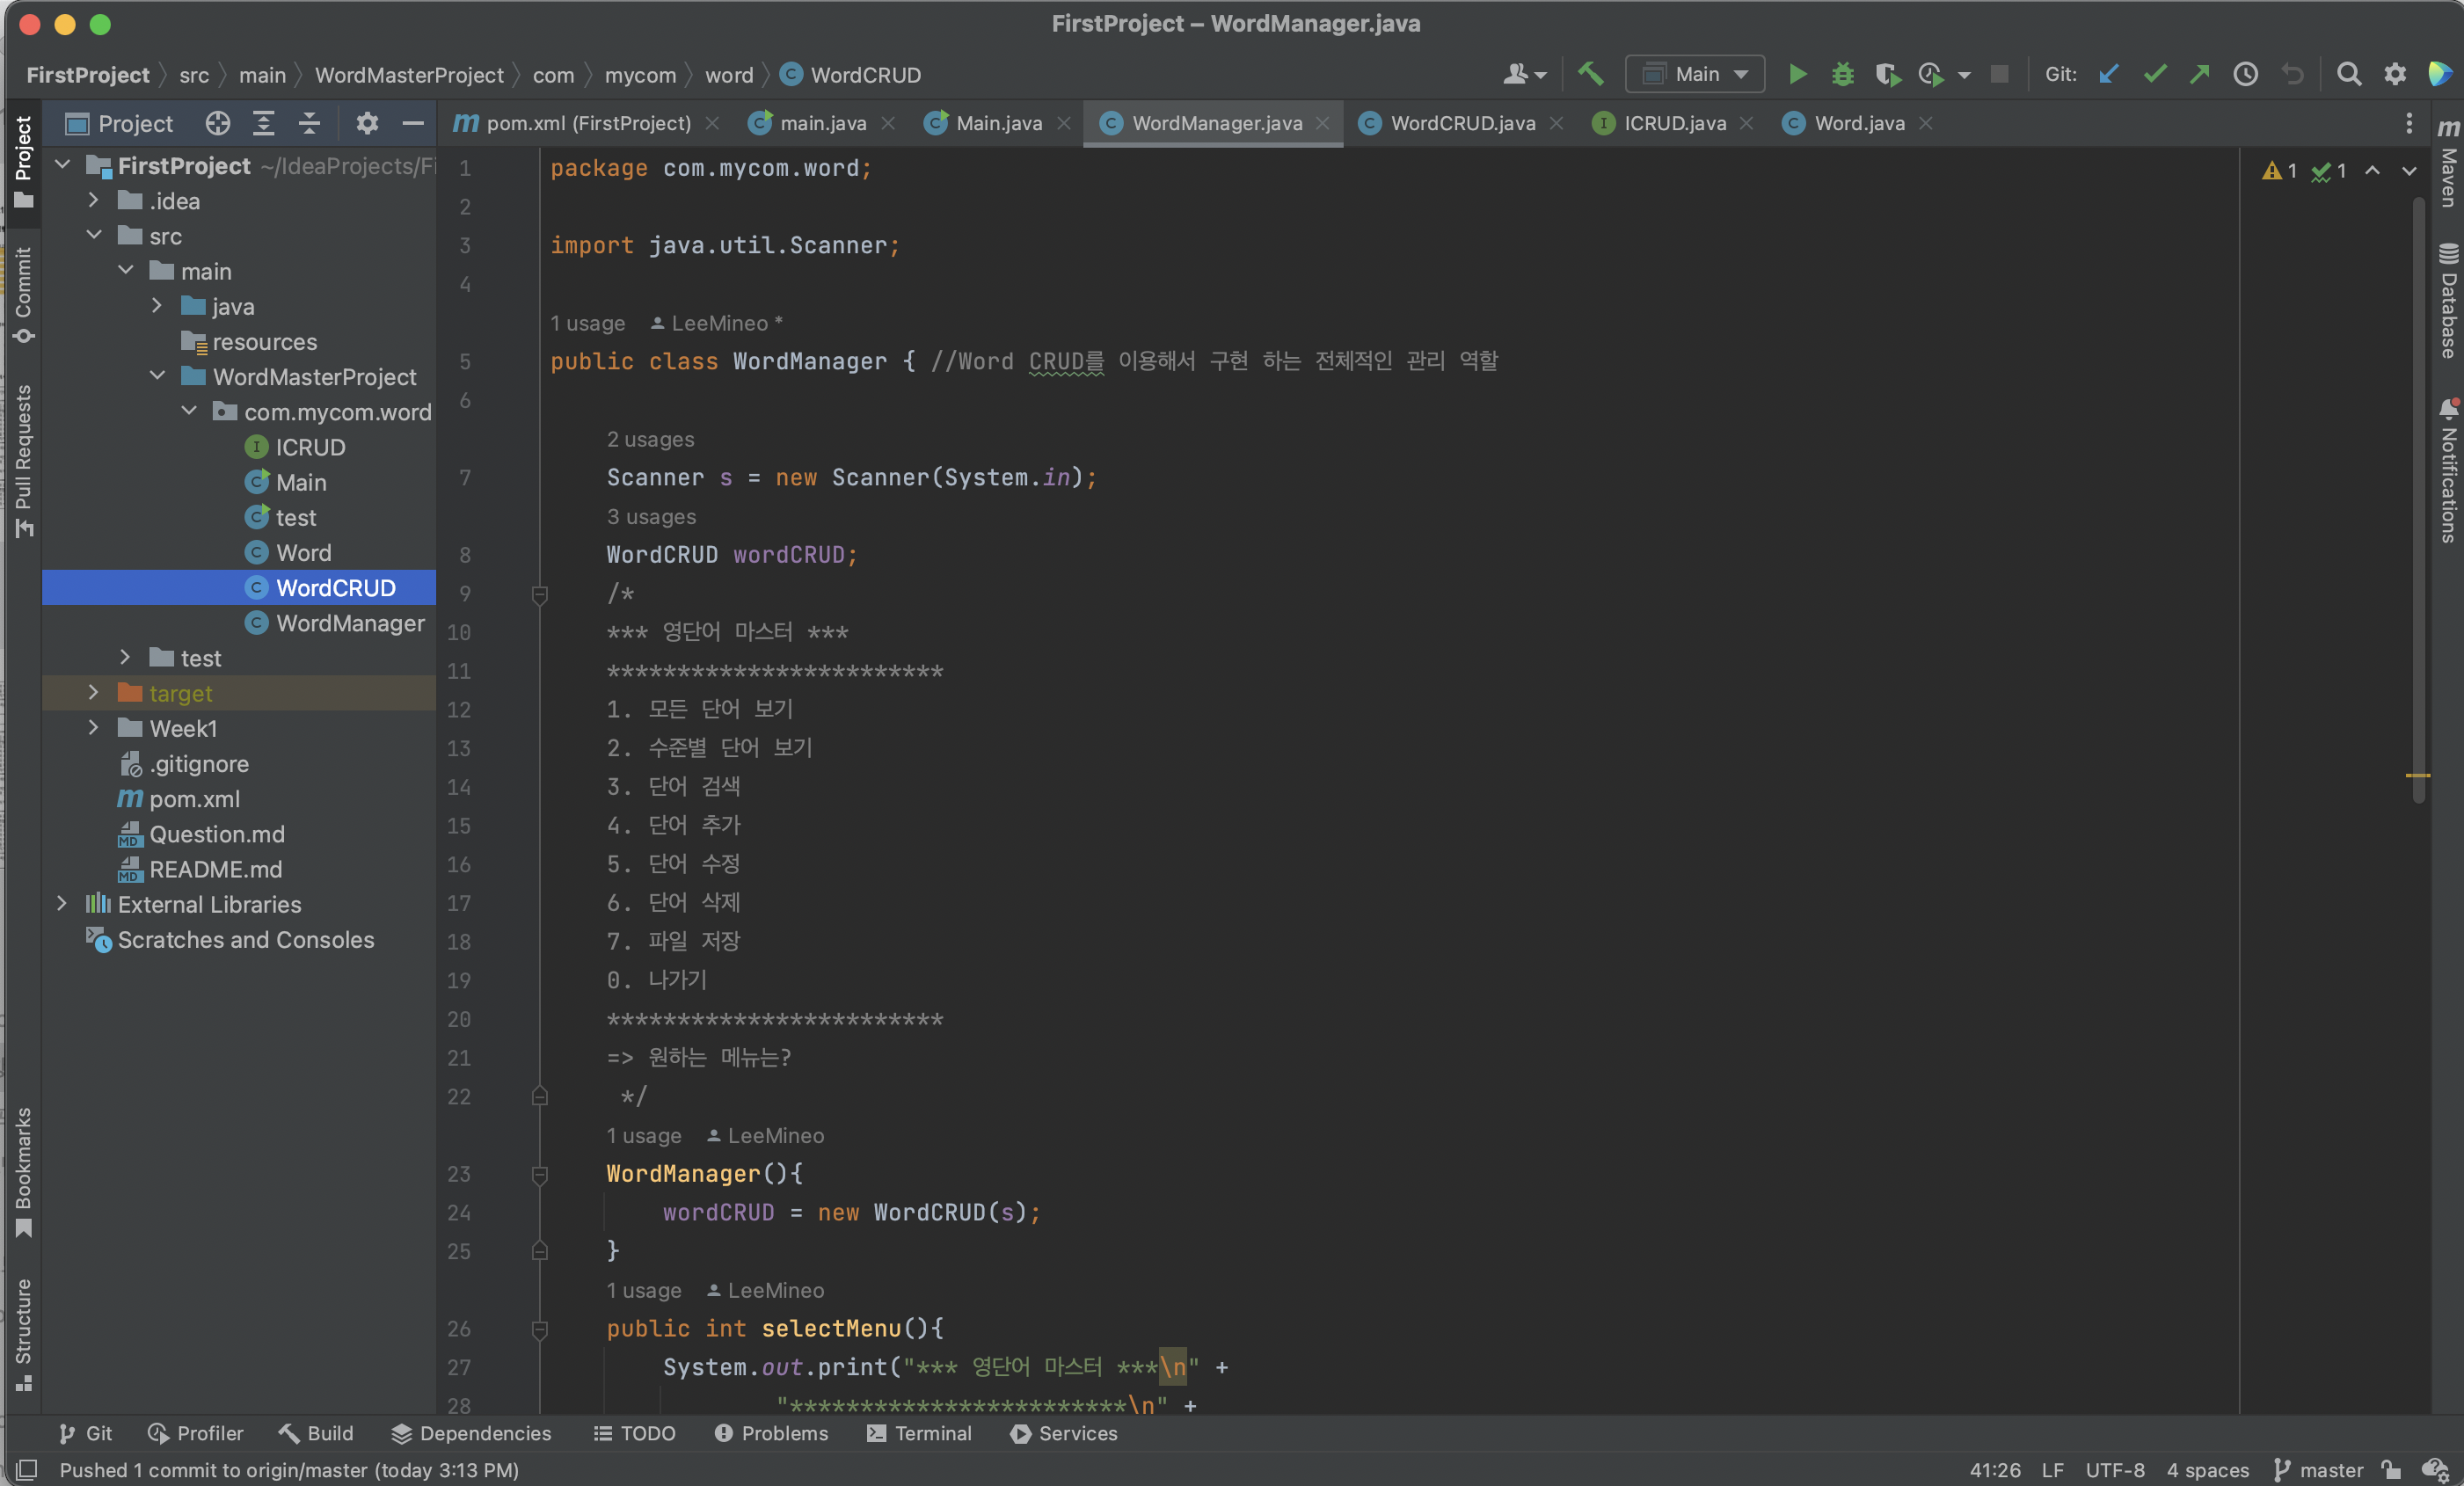 FirstProject – WordManager.java
FirstProject src main WordMasterProject com mycom word WordCRUD
Main
Git:
Project
pom.xml (FirstProject) main.java Main.java WordManager.java WordCRUD.java ICRUD.java Word.java
Project
Commit
Pull Requests
Bookmarks
Structure
FirstProject ~/IdeaProjects/Fi
.idea
src
main
java
resources
WordMasterProject
com.mycom.word
ICRUD
Main
test
Word
WordCRUD
WordManager
test
target
Week1
.gitignore
pom.xml
Question.md
README.md
External Libraries
Scratches and Consoles
1 package com.mycom.word;
2
3 import java.util.Scanner;
4
1 usage LeeMineo *
5 public class WordManager { //Word CRUD를 이용해서 구현 하는 전체적인 관리 역할
6
2 usages
7 Scanner s = new Scanner(System.in);
3 usages
8 WordCRUD wordCRUD;
9 /*
10 *** 영단어 마스터 ***
11 ************************
12 1. 모든 단어 보기
13 2. 수준별 단어 보기
14 3. 단어 검색
15 4. 단어 추가
16 5. 단어 수정
17 6. 단어 삭제
18 7. 파일 저장
19 0. 나가기
20 ************************
21 => 원하는 메뉴는?
22 */
1 usage LeeMineo
23 WordManager(){
24 wordCRUD = new WordCRUD(s);
25 }
1 usage LeeMineo
26 public int selectMenu(){
27 System.out.print("*** 영단어 마스터 ***\n" +
28 "************************\n" +
1 1
m
Maven
Database
Notifications
Git Profiler Build Dependencies TODO Problems Terminal Services
Pushed 1 commit to origin/master (today 3:13 PM)
41:26 LF UTF-8 4 spaces master